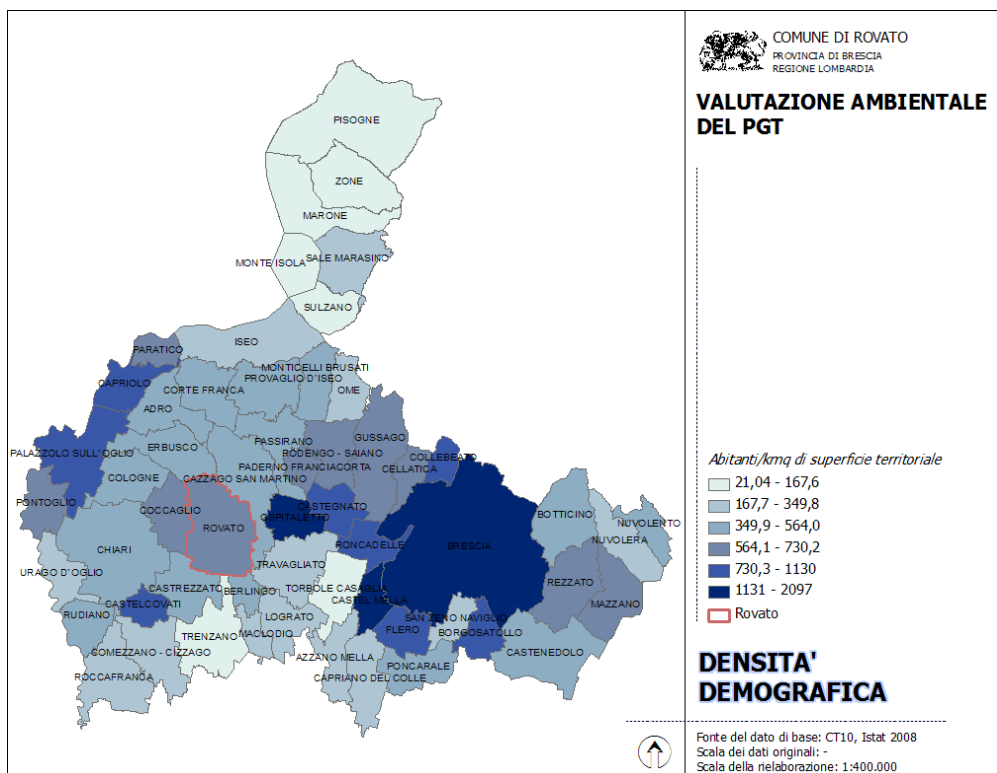 COMUNE DI ROVATO
PROVINCIA DI BRESCIA
REGIONE LOMBARDIA
VALUTAZIONE AMBIENTALE
DEL PGT
PISOGNE
ZONE
MARONE
MONTE ISOLA
SALE MARASINO
SULZANO
ISEO
PARATICO
MONTICELLI BRUSATI
PROVAGLIO D'ISEO
CAPRIOLO
CORTE FRANCA
OME
ADRO
GUSSAGO
PASSIRANO
ERBUSCO
RODENGO - SAIANO
PALAZZOLO SULL'OGLIO
COLLEBEATO
PADERNO FRANCIACORTA
CELLATICA
COLOGNE
CAZZAGO SAN MARTINO
PONTOGLIO
COCCAGLIO
CASTEGNATO
BOTTICINO
OSPITALETTO
NUVOLENTO
ROVATO
NUVOLERA
RONCADELLE
BRESCIA
CHIARI
TRAVAGLIATO
URAGO D'OGLIO
REZZATO
CASTREZZATO
BERLINGO
TORBOLE CASAGLIA
CASTEL MELLA
MAZZANO
CASTELCOVATI
RUDIANO
LOGRATO
SAN ZENO NAVIGLIO
FLERO
BORGOSATOLLO
TRENZANO
MACLODIO
COMEZZANO - CIZZAGO
AZZANO MELLA
CASTENEDOLO
PONCARALE
ROCCAFRANCA
CAPRIANO DEL COLLE
Abitanti/kmq di superficie territoriale
21,04 - 167,6
167,7 - 349,8
349,9 - 564,0
564,1 - 730,2
730,3 - 1130
1131 - 2097
Rovato
DENSITA'
DEMOGRAFICA
Fonte del dato di base: CT10, Istat 2008
Scala dei dati originali: -
Scala della rielaborazione: 1:400.000